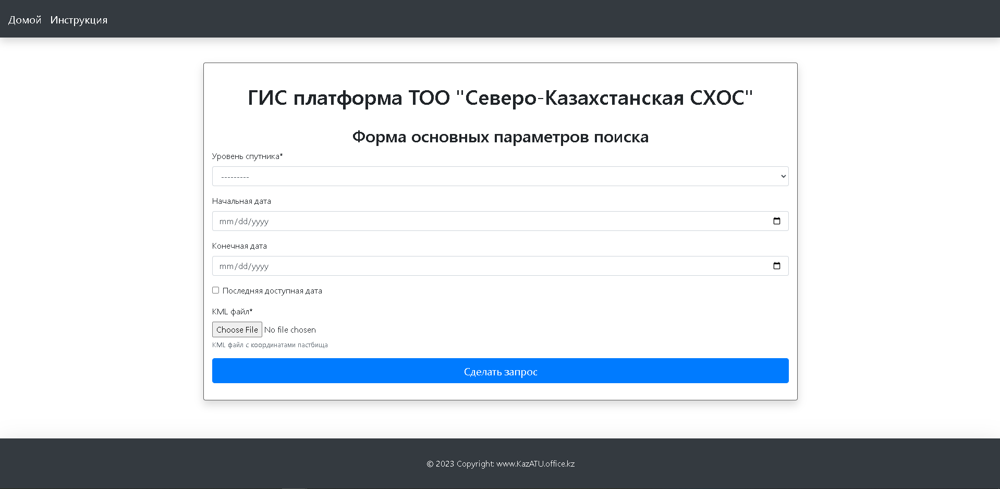 Домой Инструкция
ГИС платформа ТОО "Северо-Казахстанская СХОС"
Форма основных параметров поиска
Уровень спутника*
---------
Начальная дата
mm/dd/yyyy
Конечная дата
mm/dd/yyyy
Последняя доступная дата
KML файл*
Choose File No file chosen
KML файл с координатами пастбища
Сделать запрос
© 2023 Copyright: www.KazATU.office.kz